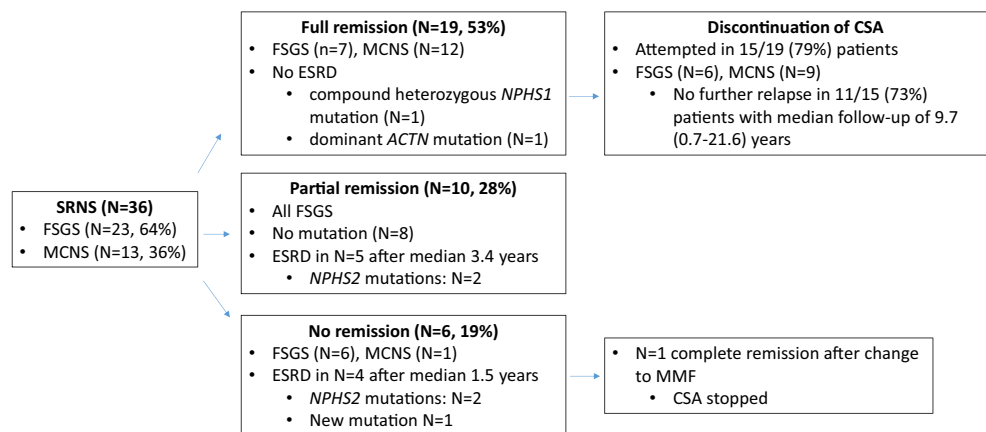 SRNS (N=36)
• FSGS (N=23, 64%)
• MCNS (N=13, 36%)
Full remission (N=19, 53%)
• FSGS (n=7), MCNS (N=12)
• No ESRD
• compound heterozygous NPHS1
mutation (N=1)
• dominant ACTN mutation (N=1)
Discontinuation of CSA
• Attempted in 15/19 (79%) patients
• FSGS (N=6), MCNS (N=9)
• No further relapse in 11/15 (73%)
patients with median follow-up of 9.7
(0.7-21.6) years
Partial remission (N=10, 28%)
• All FSGS
• No mutation (N=8)
• ESRD in N=5 after median 3.4 years
• NPHS2 mutations: N=2
No remission (N=6, 19%)
• FSGS (N=6), MCNS (N=1)
• ESRD in N=4 after median 1.5 years
• NPHS2 mutations: N=2
• New mutation N=1
• N=1 complete remission after change
to MMF
• CSA stopped